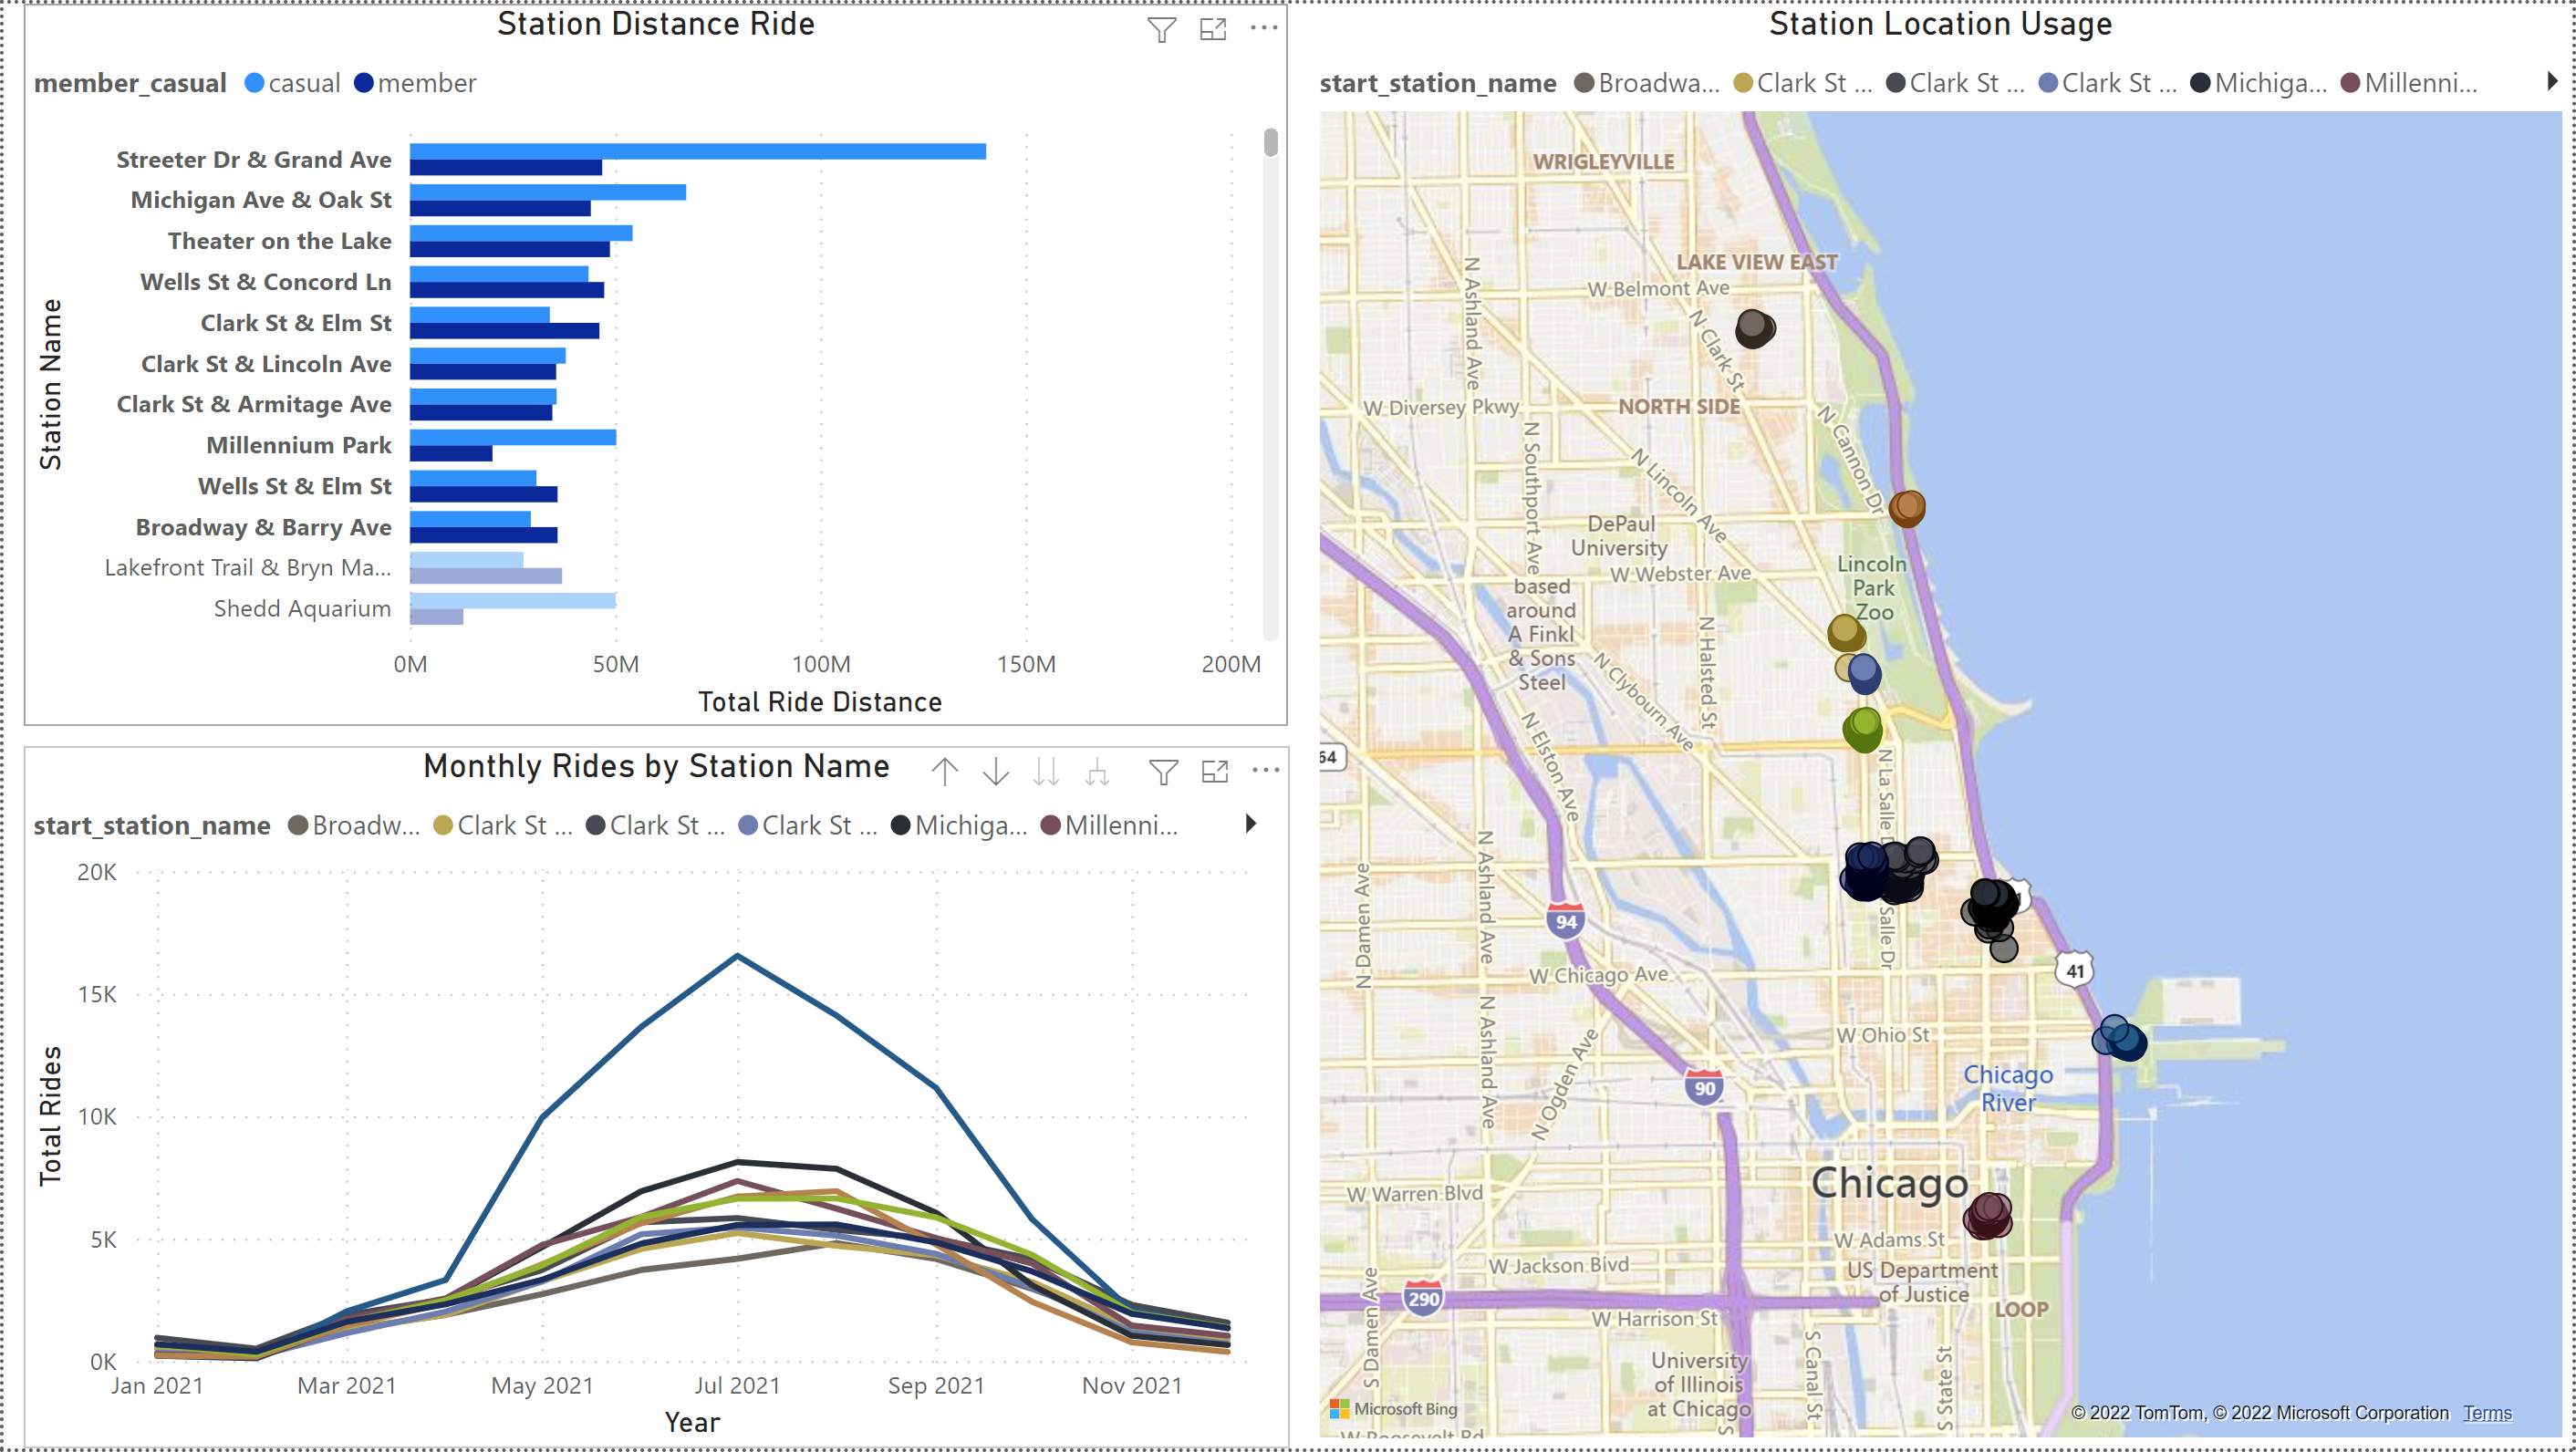 Station Distance Ride
member_casual casual member
Station Name
Streeter Dr & Grand Ave
Michigan Ave & Oak St
Theater on the Lake
Wells St & Concord Ln
Clark St & Elm St
Clark St & Lincoln Ave
Clark St & Armitage Ave
Millennium Park
Wells St & Elm St
Broadway & Barry Ave
Lakefront Trail & Bryn Ma...
Shedd Aquarium
0M 50M 100M 150M 200M
Total Ride Distance
Monthly Rides by Station Name
start_station_name Broadw... Clark St ... Clark St ... Clark St ... Michiga... Millenni...
Total Rides
20K
15K
10K
5K
0K
Jan 2021 Mar 2021 May 2021 Jul 2021 Sep 2021 Nov 2021
Year
Station Location Usage
start_station_name Broadwa... Clark St ... Clark St ... Clark St ... Michiga... Millenni...
WRIGLEYVILLE
LAKE VIEW EAST
W Belmont Ave
N Ashland Ave
N Clark St
W Diversey Pkwy
NORTH SIDE
N Cannon Dr
N Southport Ave
N Lincoln Ave
DePaul
University
W Webster Ave
Lincoln
Park
Zoo
based
around
A Finkl
& Sons
Steel
N Halsted St
N Clybourn Ave
N Elston Ave
64
N La Salle D
N Ashland Ave
N Damen Ave
Salle Dr
94
W Chicago Ave
41
N Ashland Ave
W Ohio St
N Ogden Ave
90
Chicago
River
Chicago
W Warren Blvd
W Adams St
W Jackson Blvd
US Department
of Justice
S Damen Ave
290
LOOP
W Harrison St
S Canal St
S State St
University
of Illinois
at Chicago
Microsoft Bing
W Roosevelt Rd
© 2022 TomTom, © 2022 Microsoft Corporation Terms